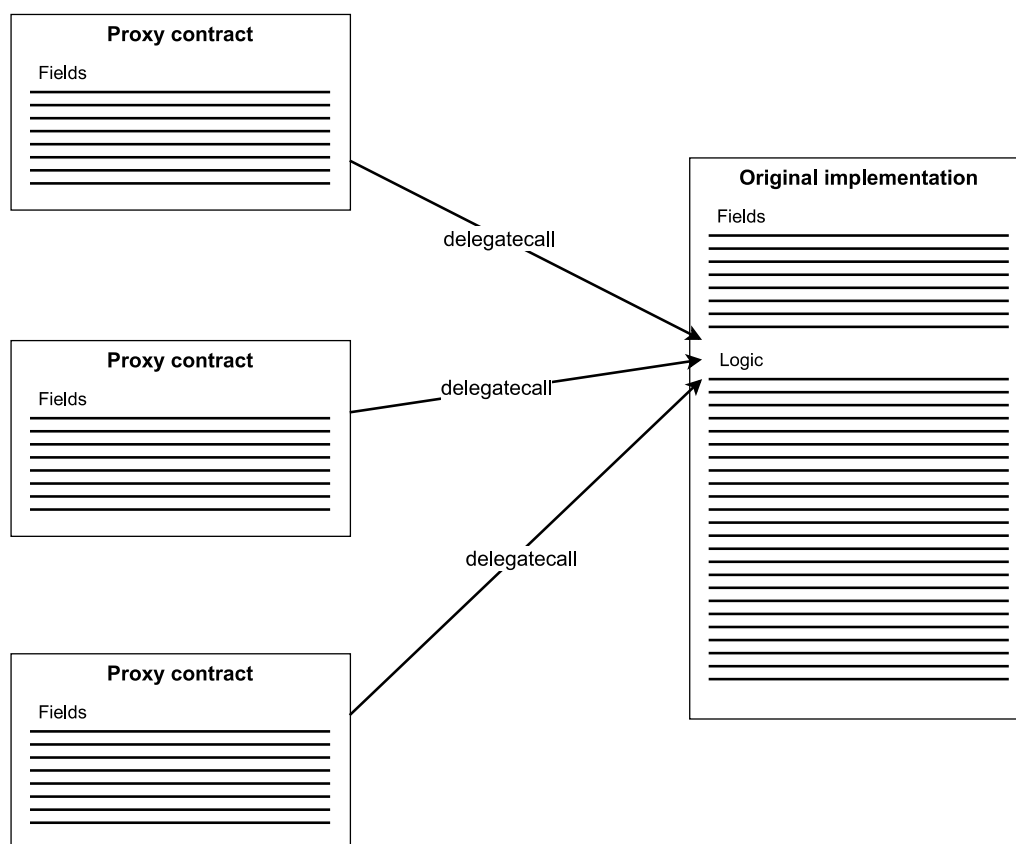 Proxy contract
Fields
delegatecall
Proxy contract
Fields
delegatecall
Proxy contract
Fields
delegatecall
Original implementation
Fields
Logic